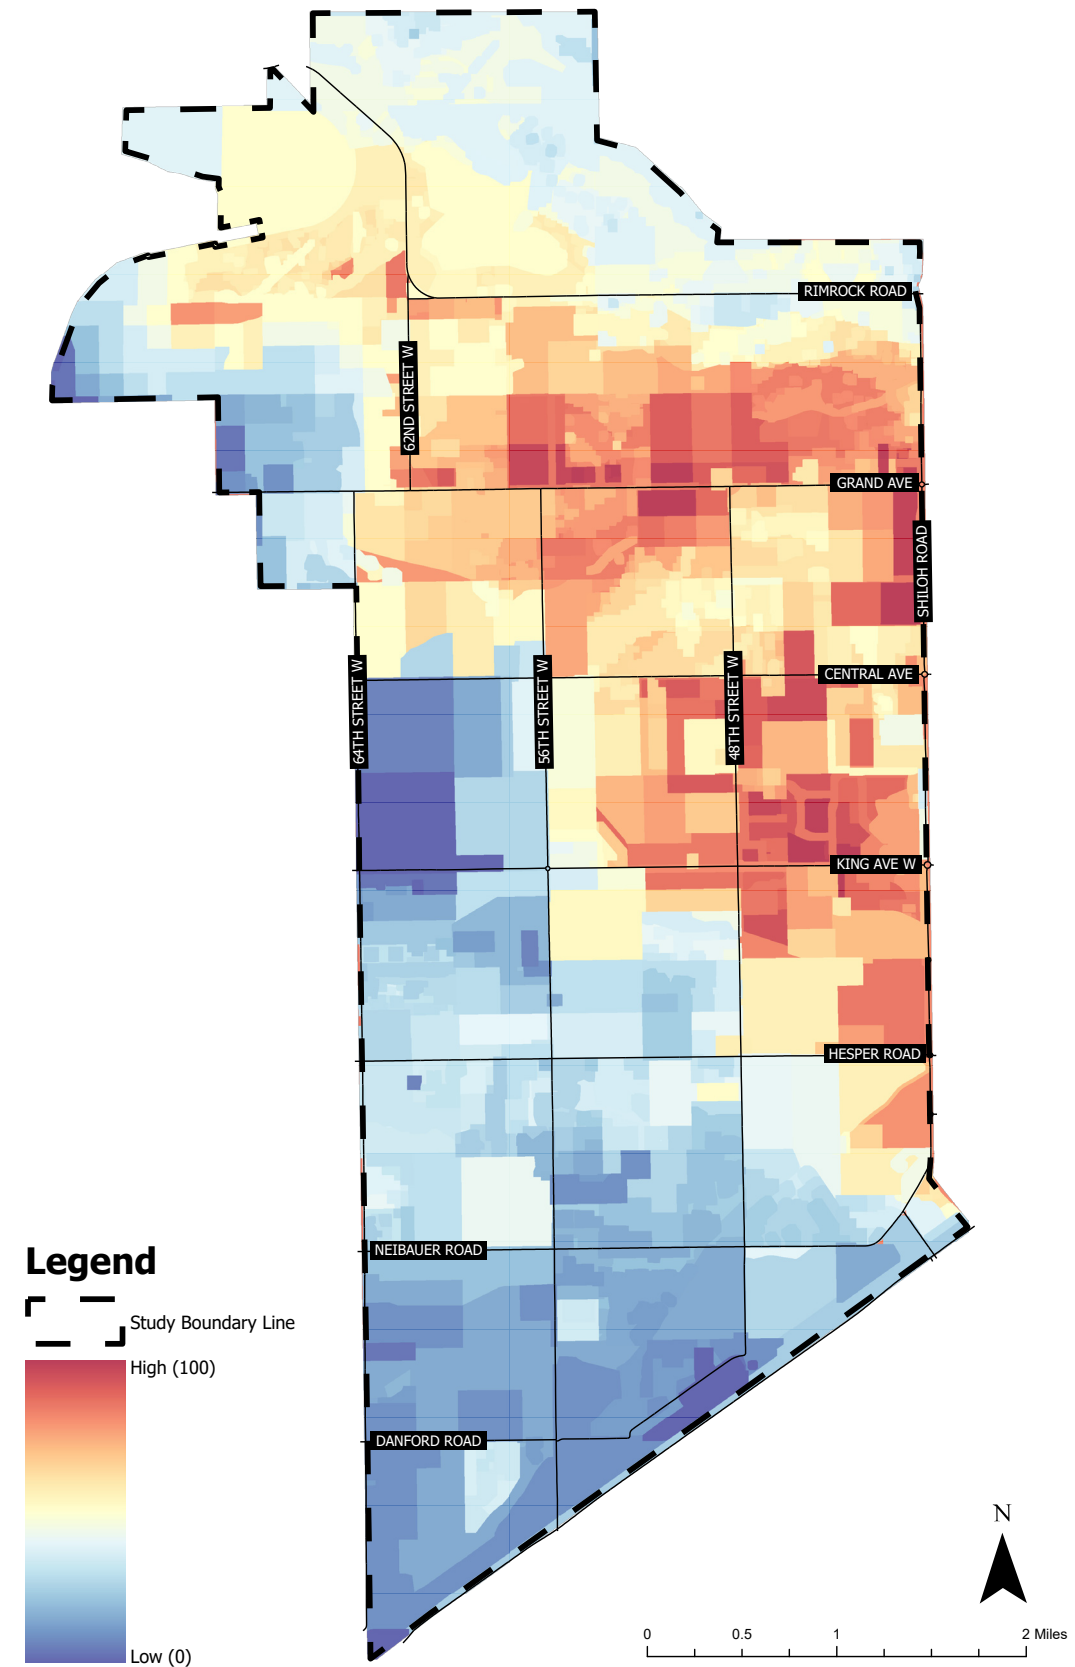 RIMROCK ROAD
62ND STREET W
GRAND AVE
SHILOH ROAD
CENTRAL AVE
64TH STREET W
56TH STREET W
48TH STREET W
KING AVE W
HESPER ROAD
NEIBAUER ROAD
DANFORD ROAD
Legend
Study Boundary Line
High (100)
Low (0)
N
0 0.5 1 2 Miles